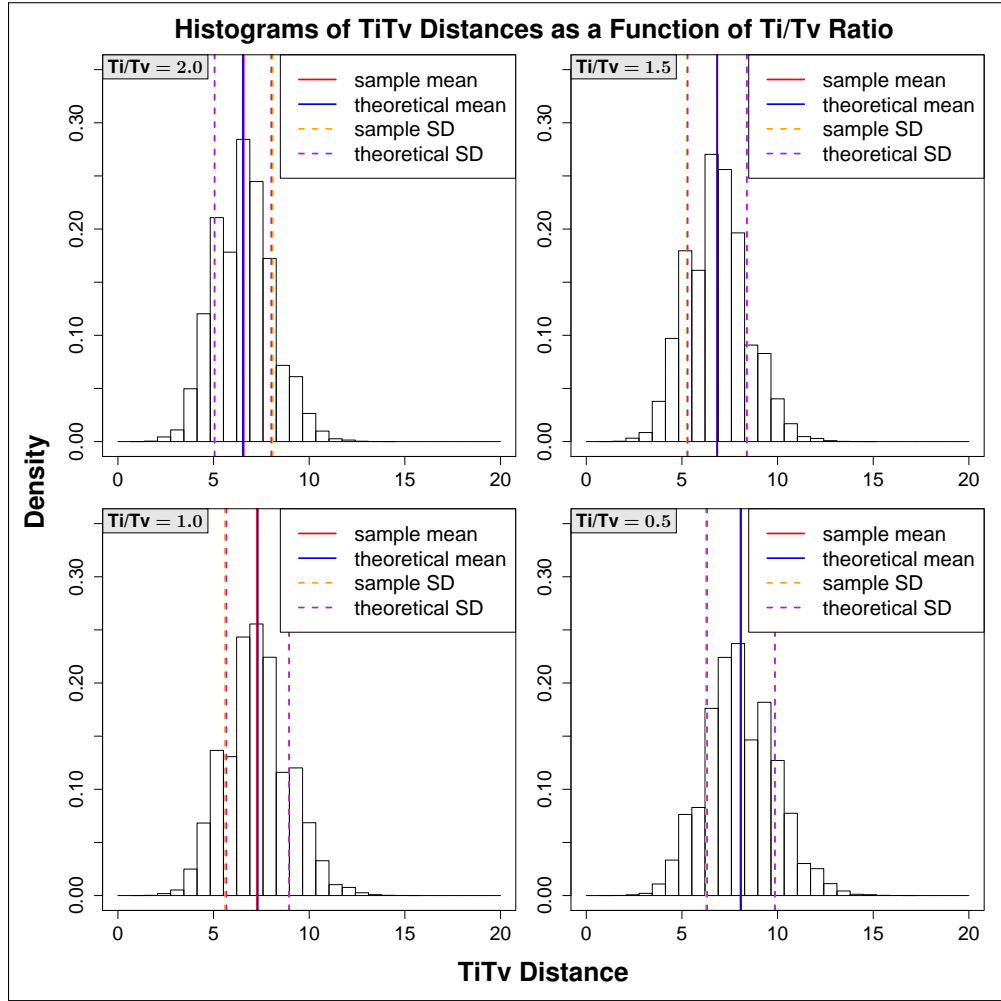 Histograms of TiTv Distances as a Function of Ti/Tv Ratio
Ti/Tv = 2.0
sample mean
theoretical mean
sample SD
theoretical SD
0.00
0.10
0.20
0.30
0
5
10
15
20
Ti/Tv = 1.5
sample mean
theoretical mean
sample SD
theoretical SD
0.00
0.10
0.20
0.30
0
5
10
15
20
Density
Ti/Tv = 1.0
sample mean
theoretical mean
sample SD
theoretical SD
0.00
0.10
0.20
0.30
0
5
10
15
20
Ti/Tv = 0.5
sample mean
theoretical mean
sample SD
theoretical SD
0.00
0.10
0.20
0.30
0
5
10
15
20
TiTv Distance